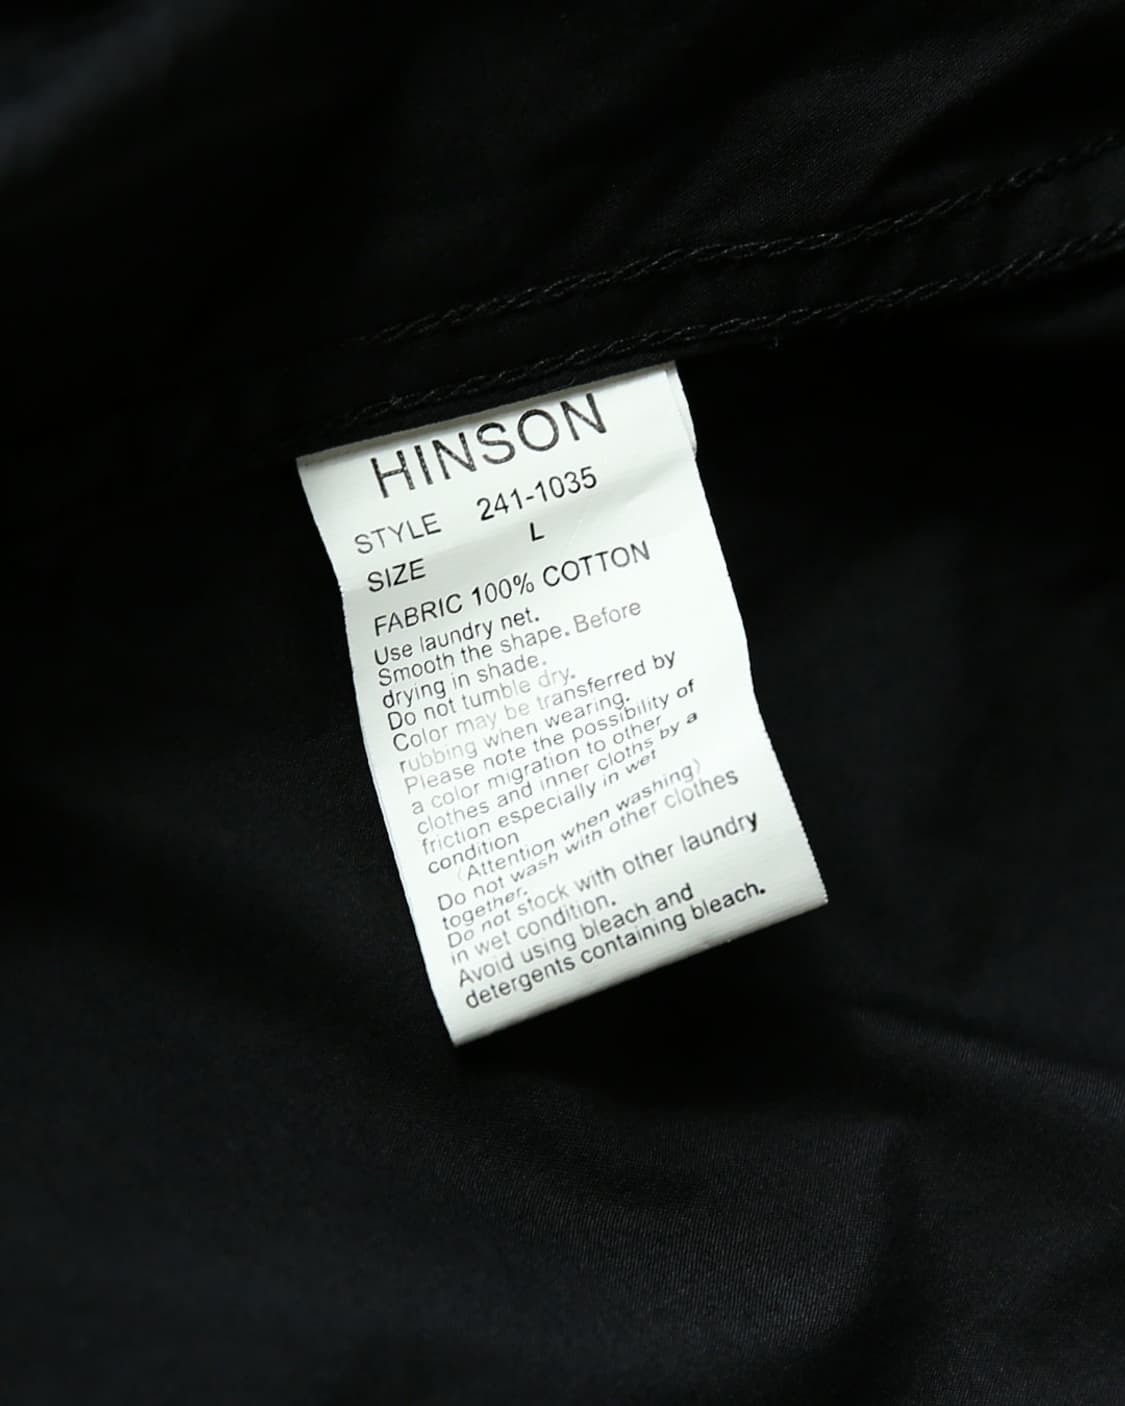 HINSON
STYLE 241-1035
SIZE L
FABRIC 100% COTTON
Use laundry net.
Smooth the shape. Before
drying in shade.
Do not tumble dry.
Color may be transferred by
rubbing when wearing.
Please note the possibility of
a color migration to other
clothes and inner cloths by a
friction especially in wet
condition
(Attention when washing)
Do not wash with other clothes
together.
Do not stock with other laundry
in wet condition.
Avoid using bleach and
detergents containing bleach.